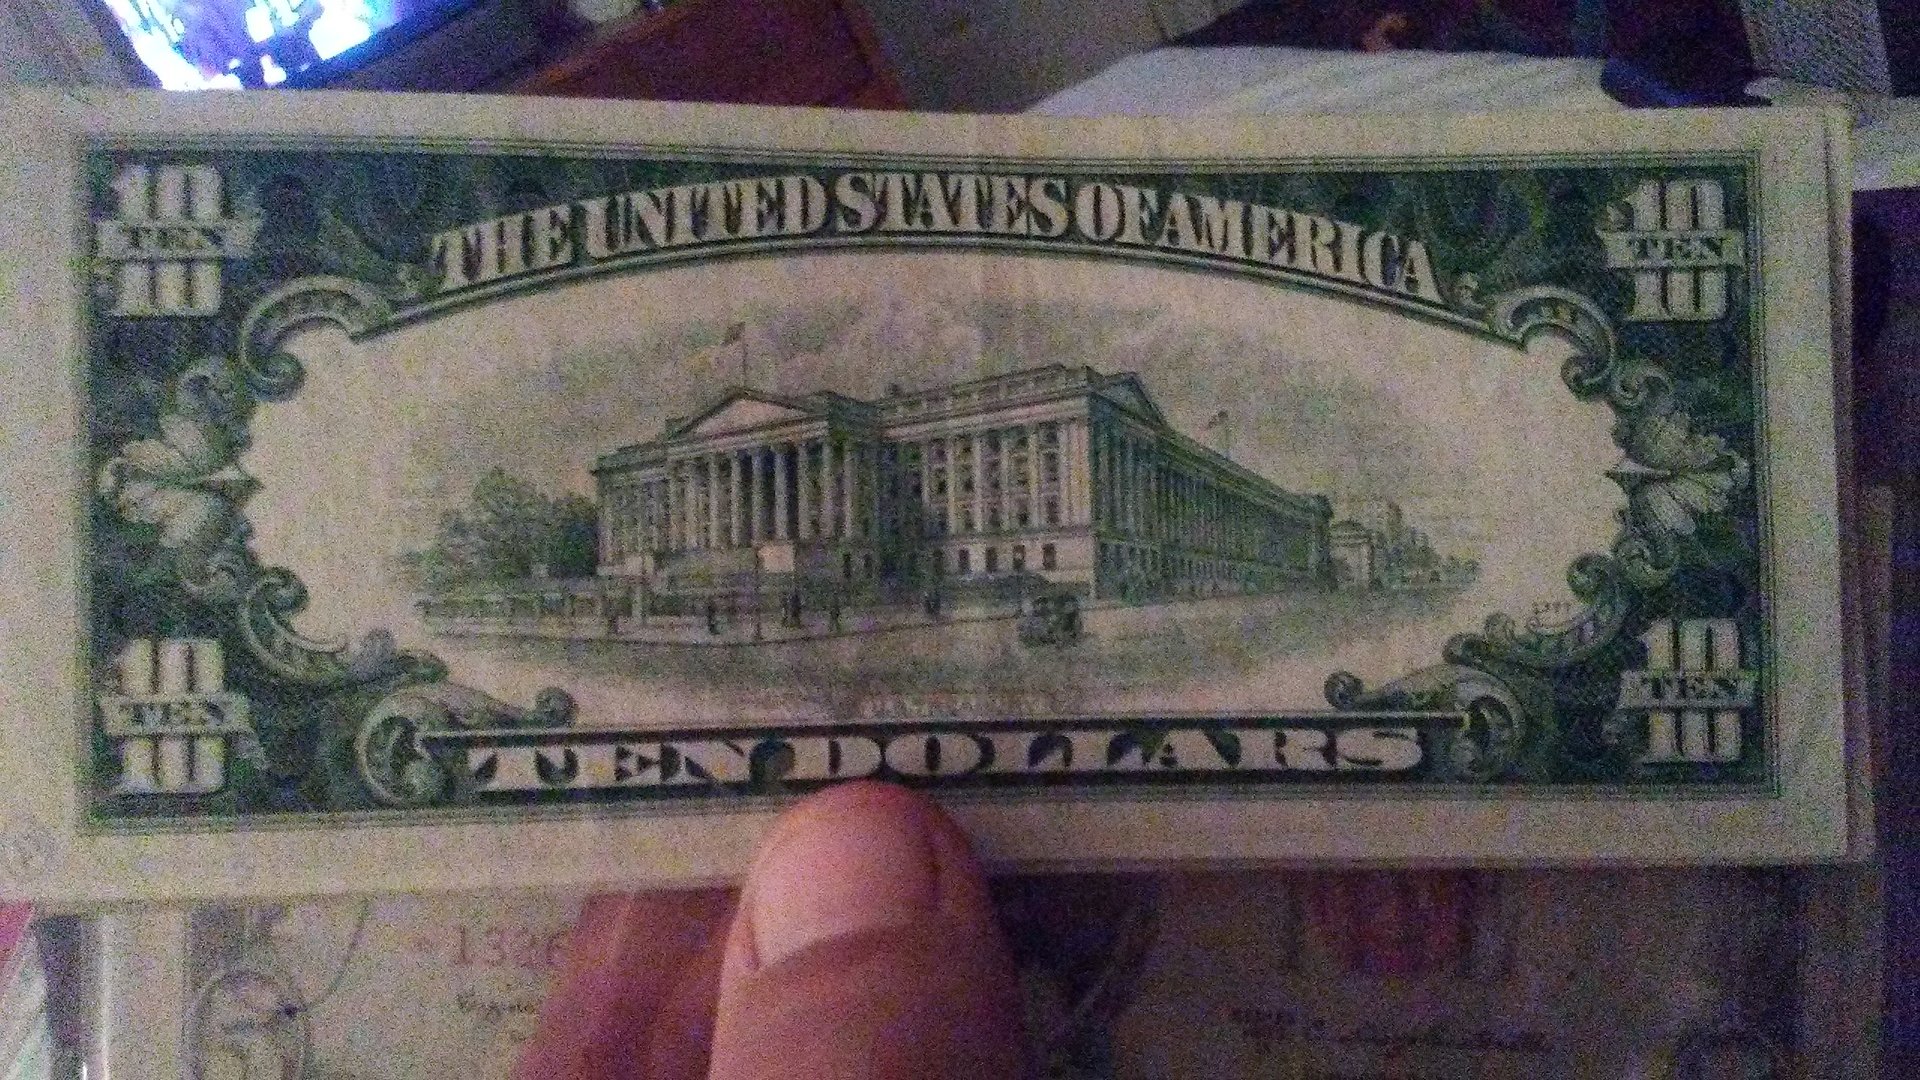 10 TEN 10
THE UNITED STATES OF AMERICA
10 TEN 10
10 TEN 10
TEN DOLLARS
10 TEN 10
1326